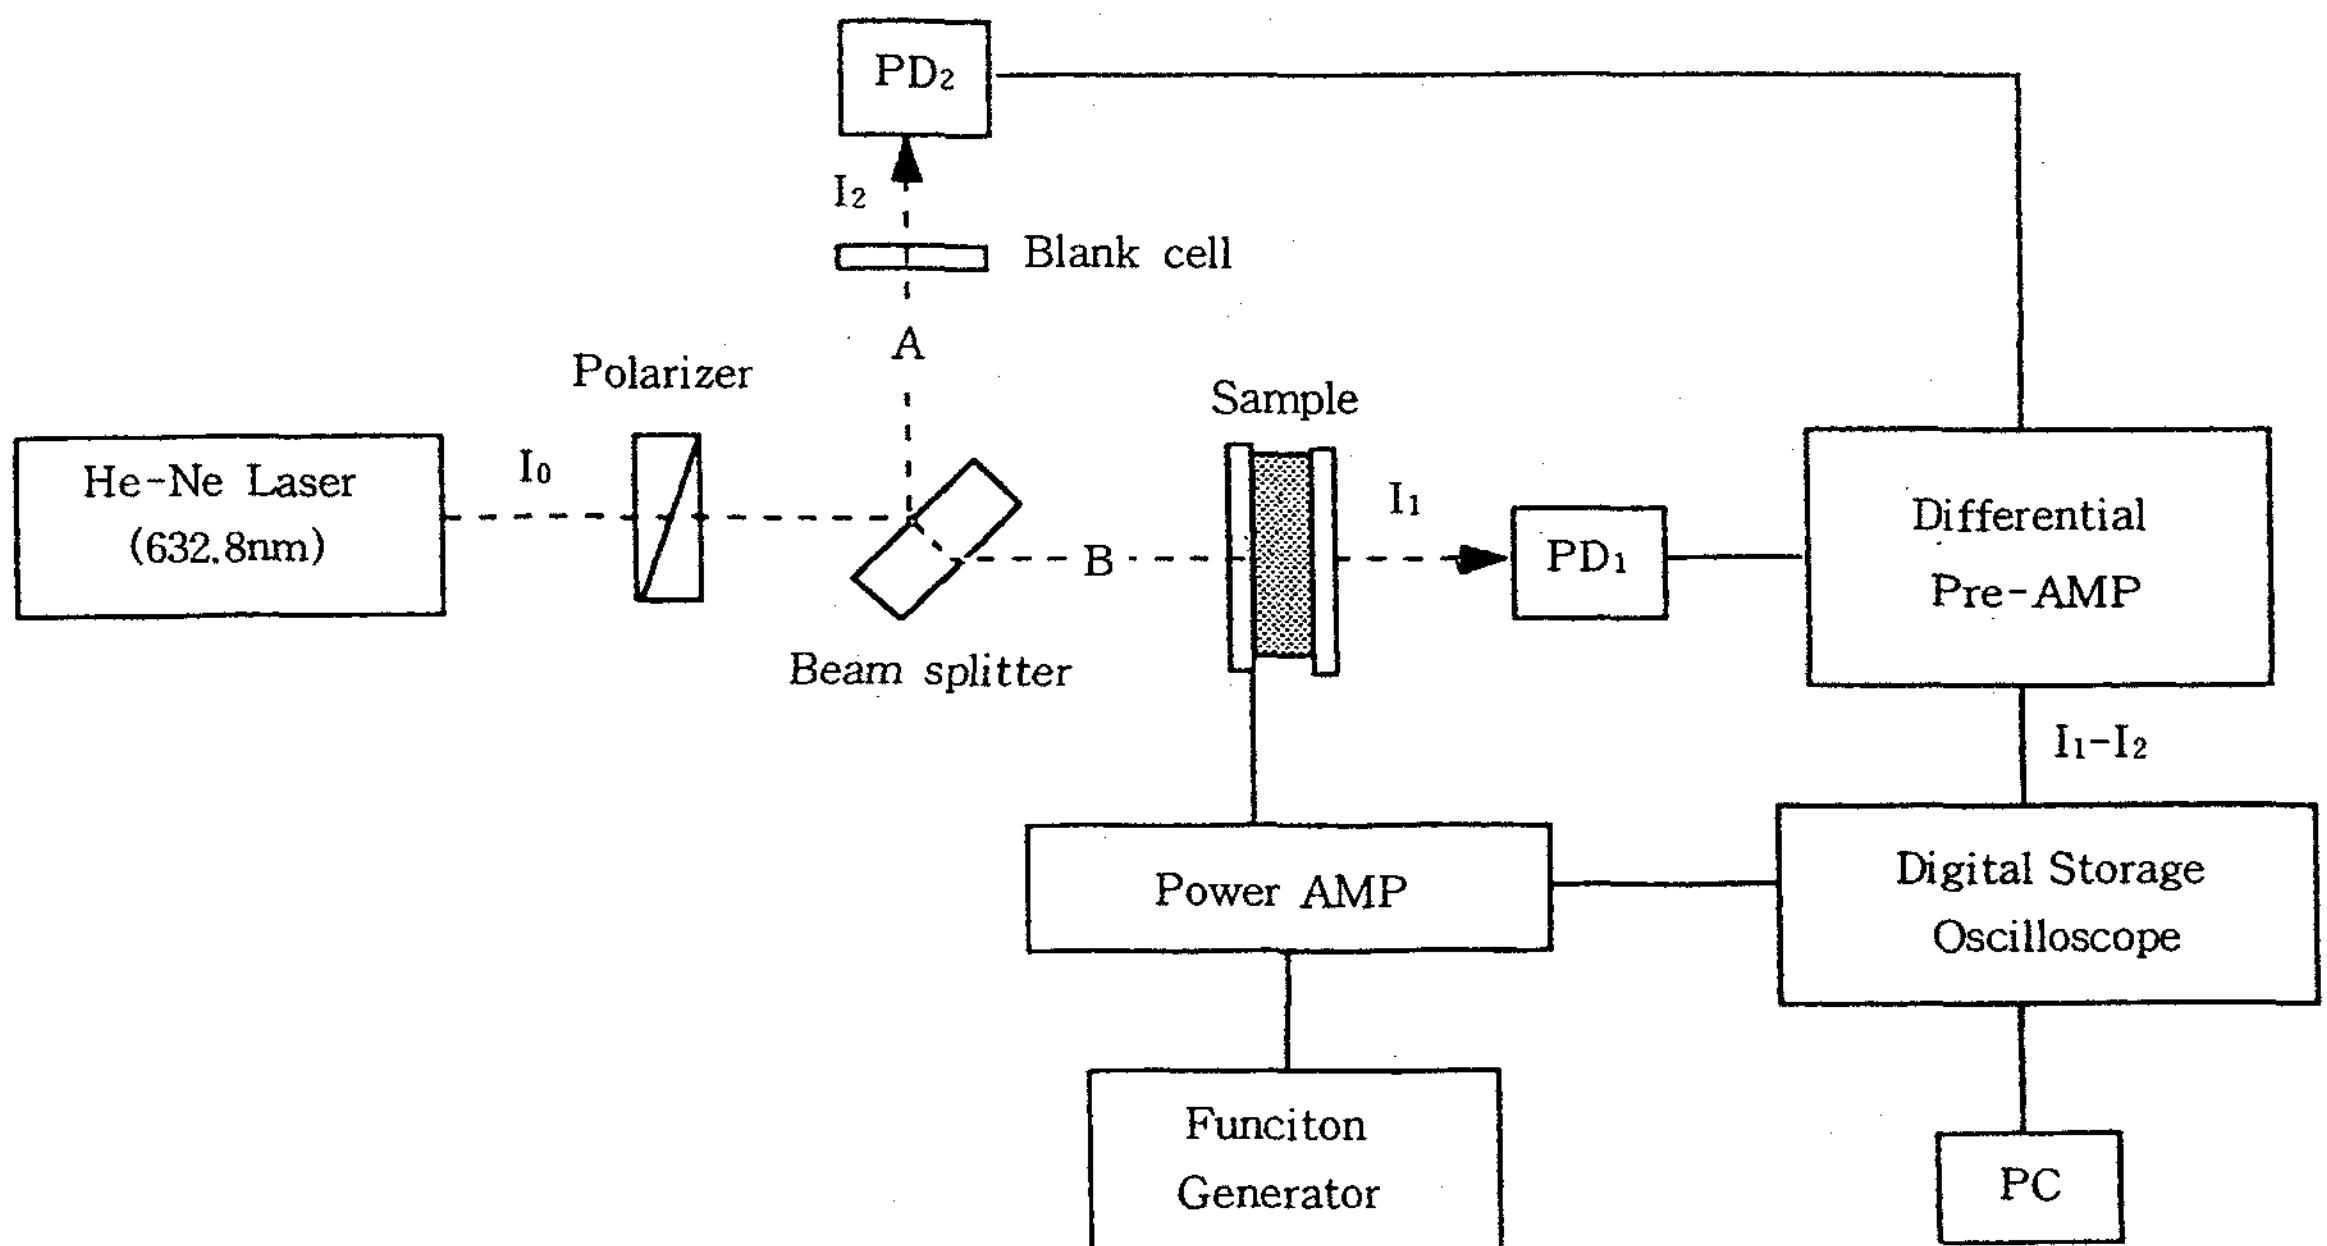 PD₂
I₂
Blank cell
A
Polarizer
Sample
He-Ne Laser
(632.8nm)
I₀
I₁
B
PD₁
Differential
Pre-AMP
Beam splitter
I₁-I₂
Power AMP
Digital Storage
Oscilloscope
Funciton
Generator
PC